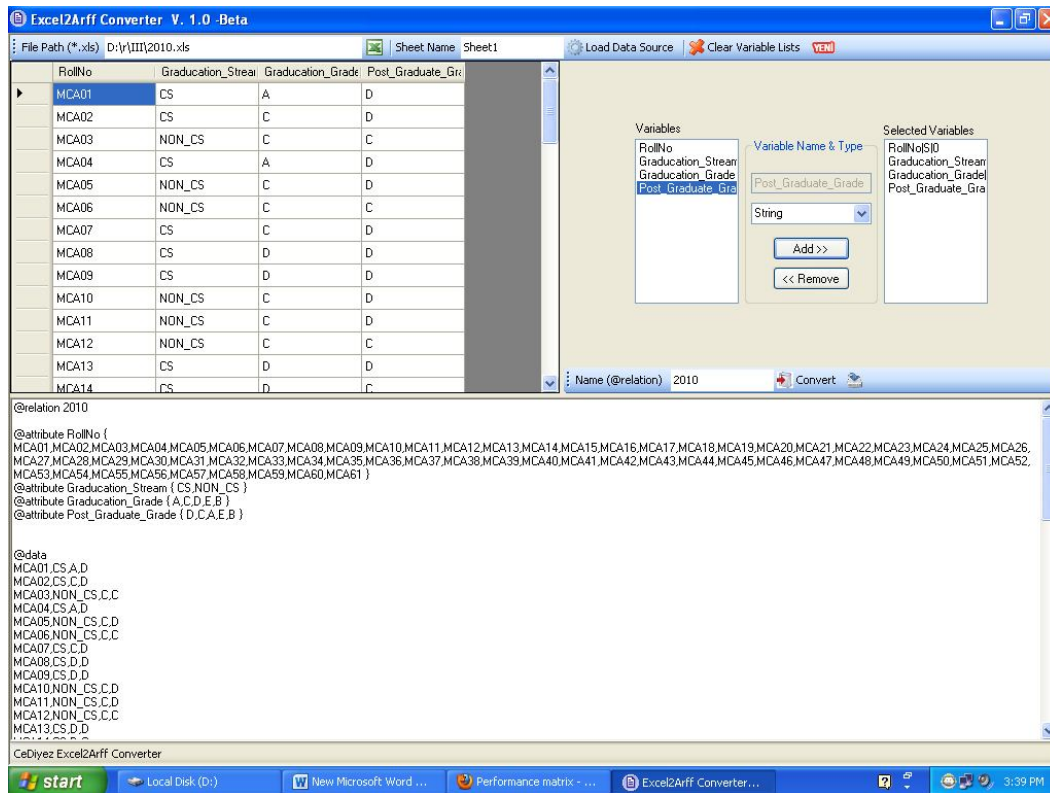 Excel2Arff Converter V. 1.0 -Beta
File Path (*.xls) D:\r\III\2010.xls Sheet Name Sheet1 Load Data Source Clear Variable Lists YENİ
RollNo Graducation_Strear Graducation_Grade Post_Graduate_Gra
MCA01 CS A D
MCA02 CS C D
MCA03 NON_CS C C
MCA04 CS A D
MCA05 NON_CS C D
MCA06 NON_CS C C
MCA07 CS C D
MCA08 CS D D
MCA09 CS D D
MCA10 NON_CS C D
MCA11 NON_CS C D
MCA12 NON_CS C C
MCA13 CS D D
MCA14 CS D C
Variables
RollNo
Graducation_Stream
Graducation_Grade
Post_Graduate_Gra
Variable Name & Type
Post_Graduate_Grade
String
Add >>
<< Remove
Selected Variables
RollNo|S|0
Graducation_Stream
Graducation_Grade|
Post_Graduate_Gra
Name (@relation) 2010 Convert
@relation 2010
@attribute RollNo {
MCA01,MCA02,MCA03,MCA04,MCA05,MCA06,MCA07,MCA08,MCA09,MCA10,MCA11,MCA12,MCA13,MCA14,MCA15,MCA16,MCA17,MCA18,MCA19,MCA20,MCA21,MCA22,MCA23,MCA24,MCA25,MCA26,
MCA27,MCA28,MCA29,MCA30,MCA31,MCA32,MCA33,MCA34,MCA35,MCA36,MCA37,MCA38,MCA39,MCA40,MCA41,MCA42,MCA43,MCA44,MCA45,MCA46,MCA47,MCA48,MCA49,MCA50,MCA51,MCA52,
MCA53,MCA54,MCA55,MCA56,MCA57,MCA58,MCA59,MCA60,MCA61 }
@attribute Graducation_Stream { CS,NON_CS }
@attribute Graducation_Grade { A,C,D,E,B }
@attribute Post_Graduate_Grade { D,C,A,E,B }
@data
MCA01,CS,A,D
MCA02,CS,C,D
MCA03,NON_CS,C,C
MCA04,CS,A,D
MCA05,NON_CS,C,D
MCA06,NON_CS,C,C
MCA07,CS,C,D
MCA08,CS,D,D
MCA09,CS,D,D
MCA10,NON_CS,C,D
MCA11,NON_CS,C,D
MCA12,NON_CS,C,C
MCA13,CS,D,D
CeDiyez Excel2Arff Converter
start Local Disk (D:) New Microsoft Word ... Performance matrix - ... Excel2Arff Converter... 3:39 PM